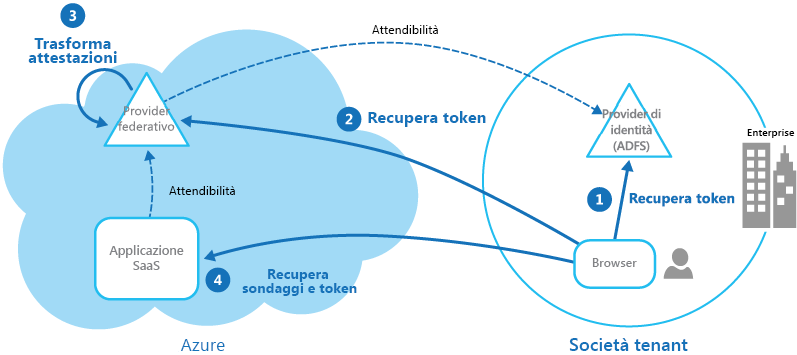 3
Trasforma
attestazioni
Attendibilità
Provider
federativo
2 Recupera token
Provider di
identità
(ADFS)
Enterprise
Attendibilità
1 Recupera token
Applicazione
SaaS
4 Recupera
sondaggi e token
Browser
Azure
Società tenant